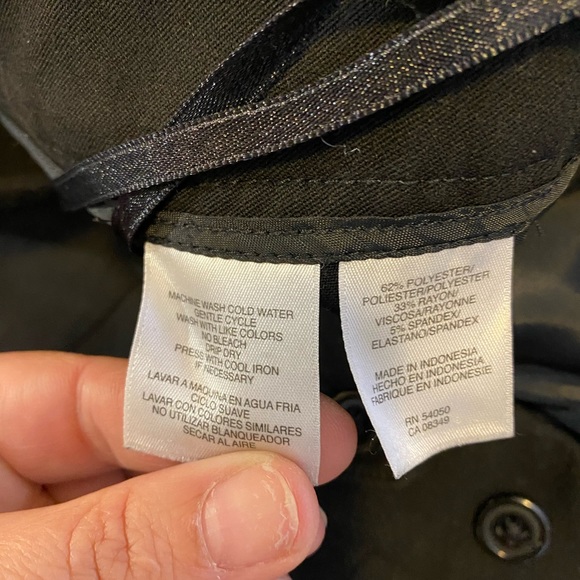 MACHINE WASH COLD WATER
GENTLE CYCLE
WASH WITH LIKE COLORS
NO BLEACH
DRIP DRY
PRESS WITH COOL IRON
IF NECESSARY
LAVAR A MAQUINA EN AGUA FRIA
CICLO SUAVE
LAVAR CON COLORES SIMILARES
NO UTILIZAR BLANQUEADOR
SECAR AL AIRE
62% POLYESTER/
POLIESTER/POLYESTER
33% RAYON/
VISCOSA/RAYONNE
5% SPANDEX/
ELASTANO/SPANDEX
MADE IN INDONESIA
HECHO EN INDONESIA
FABRIQUE EN INDONESIE
RN 54050
CA 08349